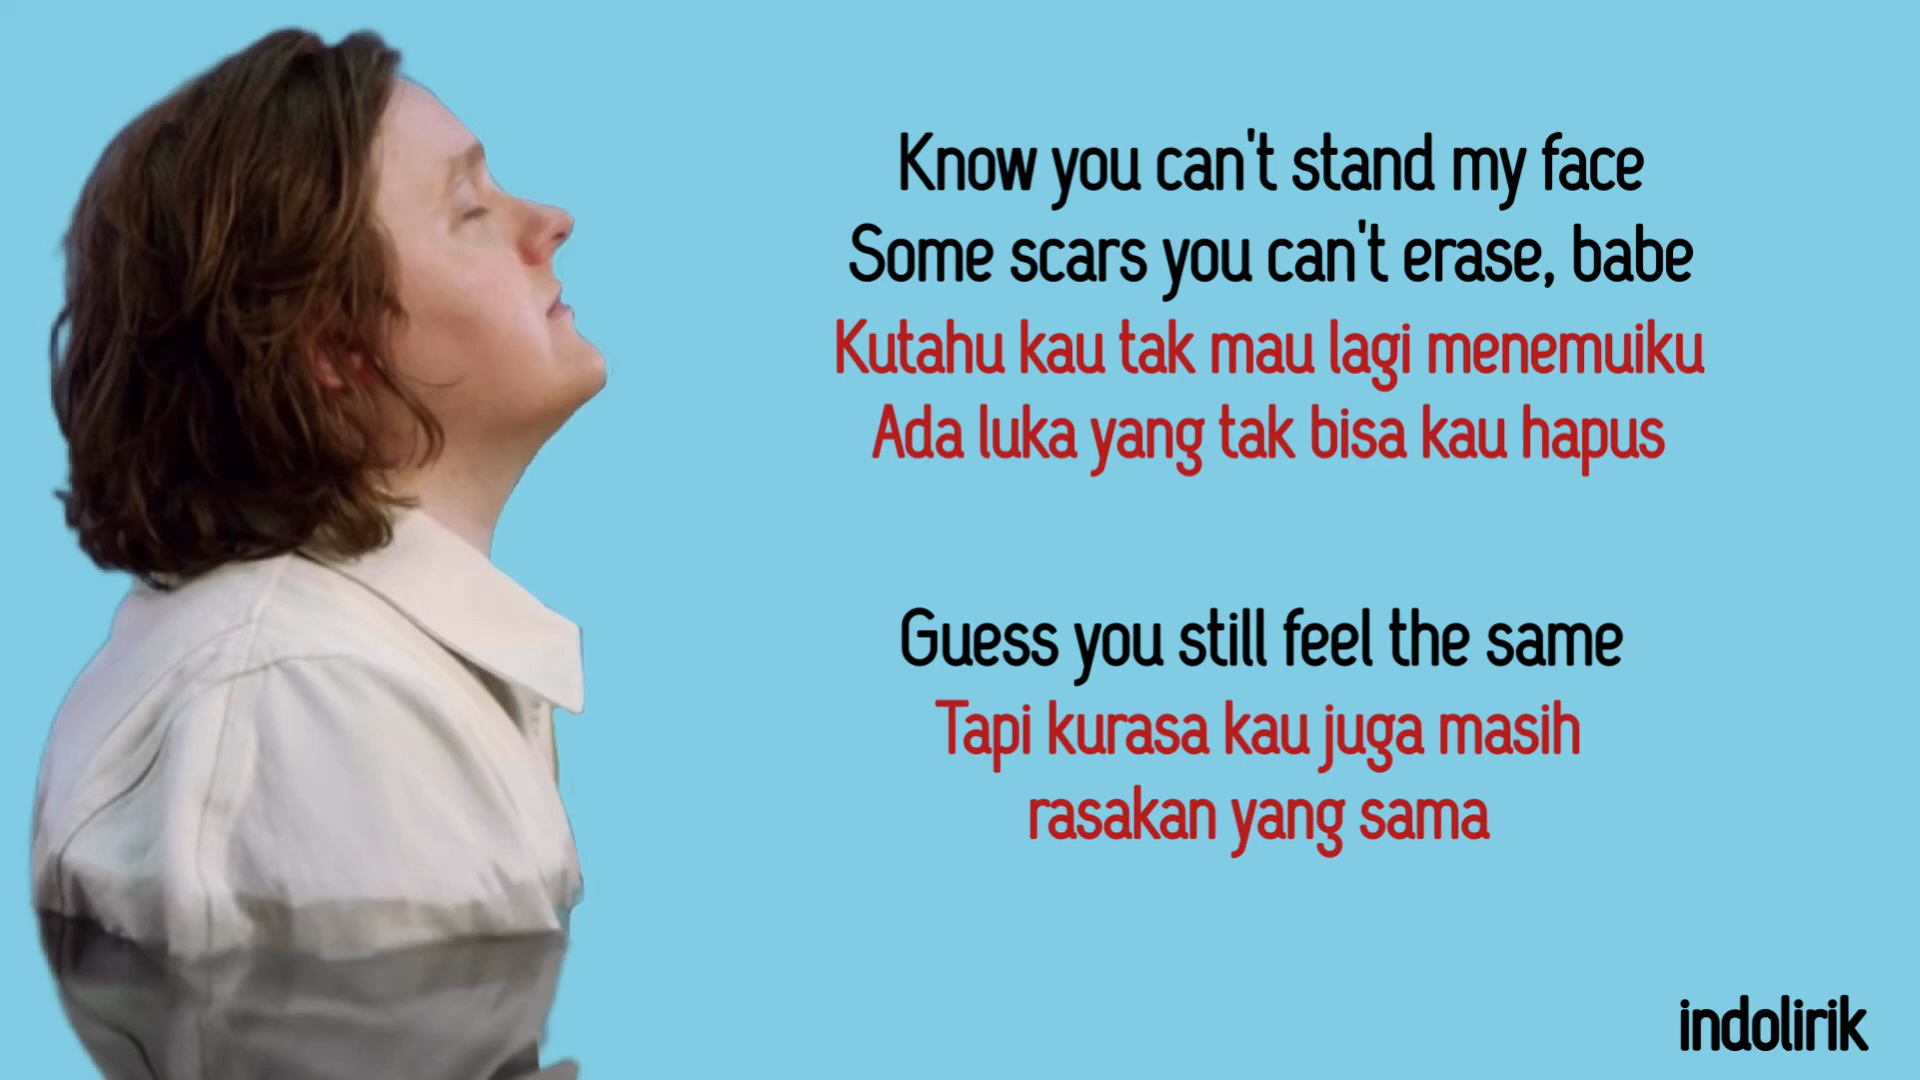 Know you can't stand my face
Some scars you can't erase, babe
Kutahu kau tak mau lagi menemuiku
Ada luka yang tak bisa kau hapus
Guess you still feel the same
Tapi kurasa kau juga masih
rasakan yang sama
indolirik